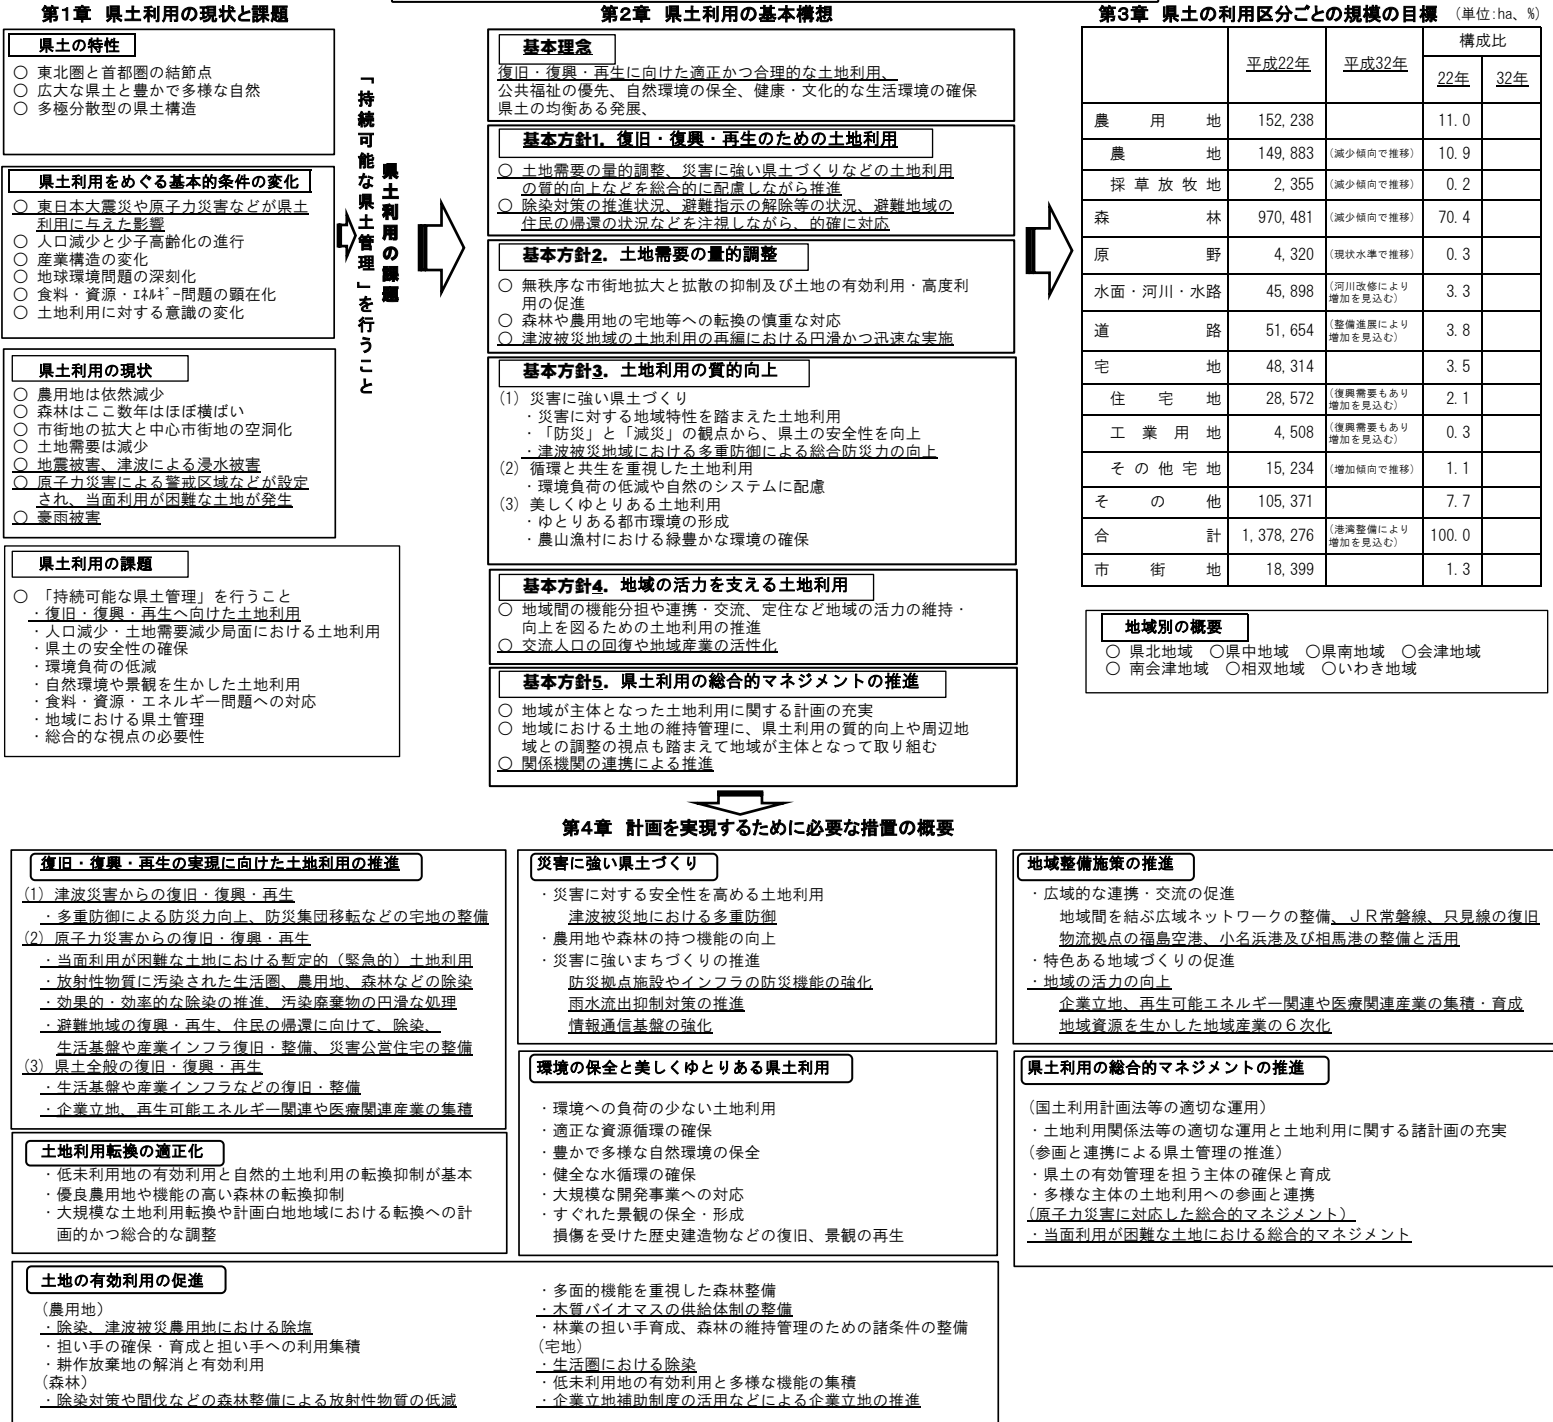 第1章 県土利用の現状と課題
県土の特性
○ 東北圏と首都圏の結節点
○ 広大な県土と豊かで多様な自然
○ 多極分散型の県土構造
県土利用をめぐる基本的条件の変化
○ 東日本大震災や原子力災害などが県土
利用に与えた影響
○ 人口減少と少子高齢化の進行
○ 産業構造の変化
○ 地球環境問題の深刻化
○ 食料・資源・ｴﾈﾙｷﾞｰ問題の顕在化
○ 土地利用に対する意識の変化
県土利用の現状
○ 農用地は依然減少
○ 森林はここ数年はほぼ横ばい
○ 市街地の拡大と中心市街地の空洞化
○ 土地需要は減少
○ 地震被害、津波による浸水被害
○ 原子力災害による警戒区域などが設定
され、当面利用が困難な土地が発生
○ 豪雨被害
県土利用の課題
○ 「持続可能な県土管理」を行うこと
・復旧・復興・再生へ向けた土地利用
・人口減少・土地需要減少局面における土地利用
・県土の安全性の確保
・環境負荷の低減
・自然環境や景観を生かした土地利用
・食料・資源・エネルギー問題への対応
・地域における県土管理
・総合的な視点の必要性
県土利用の課題
「持続可能な県土管理」を行うこと
第2章 県土利用の基本構想
基本理念
復旧・復興・再生に向けた適正かつ合理的な土地利用、
公共福祉の優先、自然環境の保全、健康・文化的な生活環境の確保
県土の均衡ある発展、
基本方針1. 復旧・復興・再生のための土地利用
○ 土地需要の量的調整、災害に強い県土づくりなどの土地利用
の質的向上などを総合的に配慮しながら推進
○ 除染対策の推進状況、避難指示の解除等の状況、避難地域の
住民の帰還の状況などを注視しながら、的確に対応
基本方針2. 土地需要の量的調整
○ 無秩序な市街地拡大と拡散の抑制及び土地の有効利用・高度利
用の促進
○ 森林や農用地の宅地等への転換の慎重な対応
○ 津波被災地域の土地利用の再編における円滑かつ迅速な実施
基本方針3. 土地利用の質的向上
(1) 災害に強い県土づくり
・災害に対する地域特性を踏まえた土地利用
・「防災」と「減災」の観点から、県土の安全性を向上
・津波被災地域における多重防御による総合防災力の向上
(2) 循環と共生を重視した土地利用
・環境負荷の低減や自然のシステムに配慮
(3) 美しくゆとりある土地利用
・ゆとりある都市環境の形成
・農山漁村における緑豊かな環境の確保
基本方針4. 地域の活力を支える土地利用
○ 地域間の機能分担や連携・交流、定住など地域の活力の維持・
向上を図るための土地利用の推進
○ 交流人口の回復や地域産業の活性化
基本方針5. 県土利用の総合的マネジメントの推進
○ 地域が主体となった土地利用に関する計画の充実
○ 地域における土地の維持管理に、県土利用の質的向上や周辺地
域との調整の視点も踏まえて地域が主体となって取り組む
○ 関係機関の連携による推進
第3章 県土の利用区分ごとの規模の目標 (単位:ha、%)
構成比
平成22年 平成32年 22年 32年
農用地 152,238 11.0
農地 149,883 (減少傾向で推移) 10.9
採草放牧地 2,355 (減少傾向で推移) 0.2
森林 970,481 (減少傾向で推移) 70.4
原野 4,320 (現状水準で推移) 0.3
水面・河川・水路 45,898 (河川改修により増加を見込む) 3.3
道路 51,654 (整備進展により増加を見込む) 3.8
宅地 48,314 3.5
住宅地 28,572 (復興需要もあり増加を見込む) 2.1
工業用地 4,508 (復興需要もあり増加を見込む) 0.3
その他宅地 15,234 (増加傾向で推移) 1.1
その他 105,371 7.7
合計 1,378,276 (港湾整備により増加を見込む) 100.0
市街地 18,399 1.3
地域別の概要
○ 県北地域 ○県中地域 ○県南地域 ○会津地域
○ 南会津地域 ○相双地域 ○いわき地域
第4章 計画を実現するために必要な措置の概要
復旧・復興・再生の実現に向けた土地利用の推進
(1) 津波災害からの復旧・復興・再生
・多重防御による防災力向上、防災集団移転などの宅地の整備
(2) 原子力災害からの復旧・復興・再生
・当面利用が困難な土地における暫定的（緊急的）土地利用
・放射性物質に汚染された生活圏、農用地、森林などの除染
・効果的・効率的な除染の推進、汚染廃棄物の円滑な処理
・避難地域の復興・再生、住民の帰還に向けて、除染、
生活基盤や産業インフラ復旧・整備、災害公営住宅の整備
(3) 県土全般の復旧・復興・再生
・生活基盤や産業インフラなどの復旧・整備
・企業立地、再生可能エネルギー関連や医療関連産業の集積
土地利用転換の適正化
・低未利用地の有効利用と自然的土地利用の転換抑制が基本
・優良農用地や機能の高い森林の転換抑制
・大規模な土地利用転換や計画白地地域における転換への計
画的かつ総合的な調整
災害に強い県土づくり
・災害に対する安全性を高める土地利用
津波被災地における多重防御
・農用地や森林の持つ機能の向上
・災害に強いまちづくりの推進
防災拠点施設やインフラの防災機能の強化
雨水流出抑制対策の推進
情報通信基盤の強化
環境の保全と美しくゆとりある県土利用
・環境への負荷の少ない土地利用
・適正な資源循環の確保
・豊かで多様な自然環境の保全
・健全な水循環の確保
・大規模な開発事業への対応
・すぐれた景観の保全・形成
損傷を受けた歴史建造物などの復旧、景観の再生
地域整備施策の推進
・広域的な連携・交流の促進
地域間を結ぶ広域ネットワークの整備、ＪＲ常磐線、只見線の復旧
物流拠点の福島空港、小名浜港及び相馬港の整備と活用
・特色ある地域づくりの促進
・地域の活力の向上
企業立地、再生可能エネルギー関連や医療関連産業の集積・育成
地域資源を生かした地域産業の６次化
県土利用の総合的マネジメントの推進
（国土利用計画法等の適切な運用）
・土地利用関係法等の適切な運用と土地利用に関する諸計画の充実
（参画と連携による県土管理の推進）
・県土の有効管理を担う主体の確保と育成
・多様な主体の土地利用への参画と連携
（原子力災害に対応した総合的マネジメント）
・当面利用が困難な土地における総合的マネジメント
土地の有効利用の促進
（農用地）
・除染、津波被災農用地における除塩
・担い手の確保・育成と担い手への利用集積
・耕作放棄地の解消と有効利用
（森林）
・除染対策や間伐などの森林整備による放射性物質の低減
・多面的機能を重視した森林整備
・木質バイオマスの供給体制の整備
・林業の担い手育成、森林の維持管理のための諸条件の整備
（宅地）
・生活圏における除染
・低未利用地の有効利用と多様な機能の集積
・企業立地補助制度の活用などによる企業立地の推進